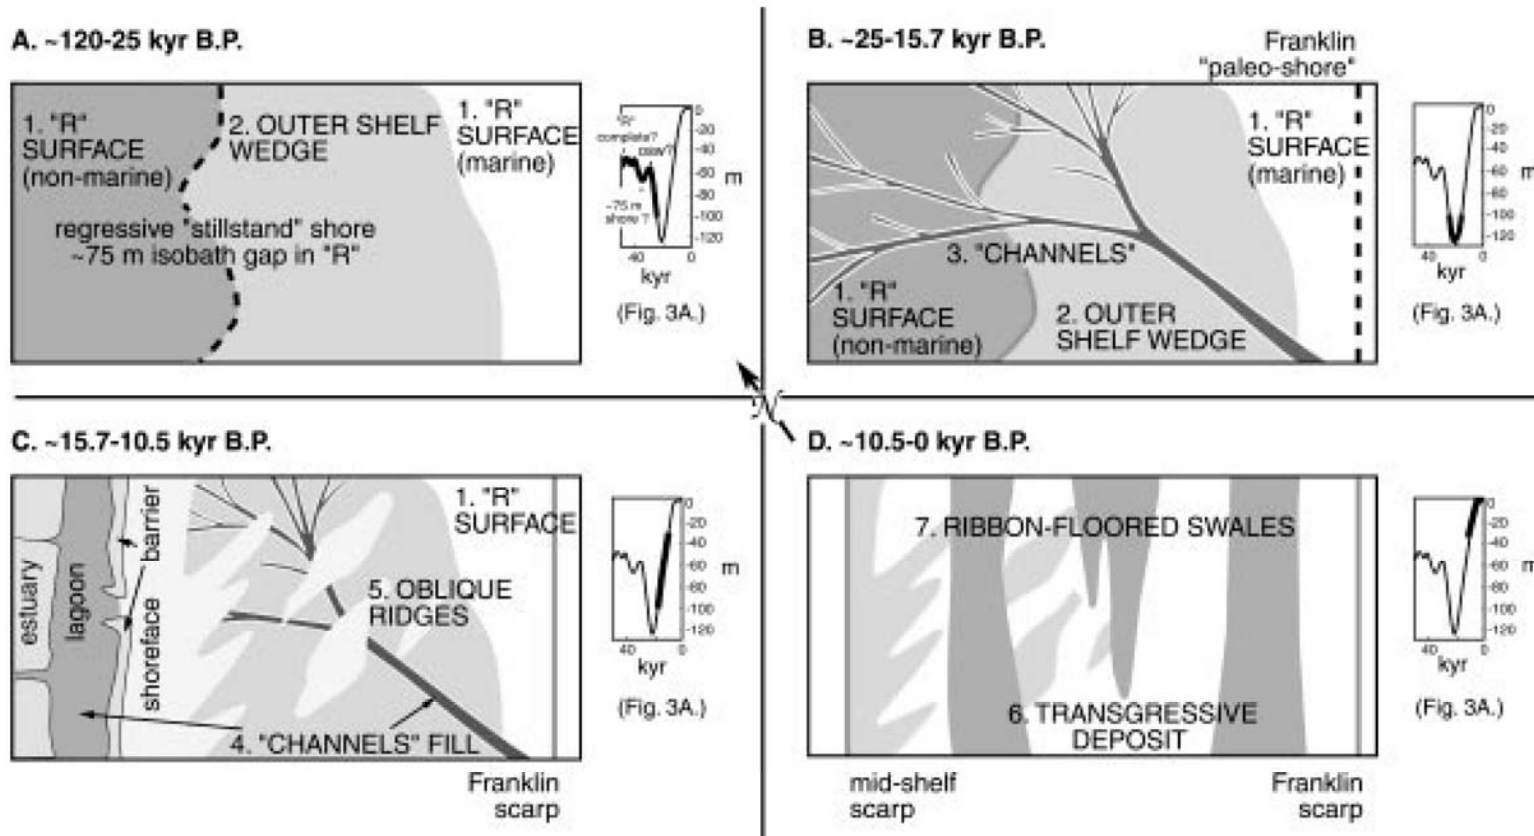 A. ~120-25 kyr B.P.
1. "R"
SURFACE
(non-marine)
2. OUTER SHELF
WEDGE
1. "R"
SURFACE
(marine)
regressive "stillstand" shore
~75 m isobath gap in "R"
"R"
complete?
osw?
~75 m
shore ?
0
-20
-40
-60
-80
-100
-120
m
40
0
kyr
(Fig. 3A.)
B. ~25-15.7 kyr B.P.
Franklin
"paleo-shore"
1. "R"
SURFACE
(marine)
3. "CHANNELS"
1. "R"
SURFACE
(non-marine)
2. OUTER
SHELF WEDGE
0
-20
-40
-60
-80
-100
-120
m
40
0
kyr
(Fig. 3A.)
C. ~15.7-10.5 kyr B.P.
estuary
lagoon
barrier
shoreface
1. "R"
SURFACE
5. OBLIQUE
RIDGES
4. "CHANNELS" FILL
Franklin
scarp
0
-20
-40
-60
-80
-100
-120
m
40
0
kyr
(Fig. 3A.)
D. ~10.5-0 kyr B.P.
7. RIBBON-FLOORED SWALES
6. TRANSGRESSIVE
DEPOSIT
mid-shelf
scarp
Franklin
scarp
0
-20
-40
-60
-80
-100
-120
m
40
0
kyr
(Fig. 3A.)